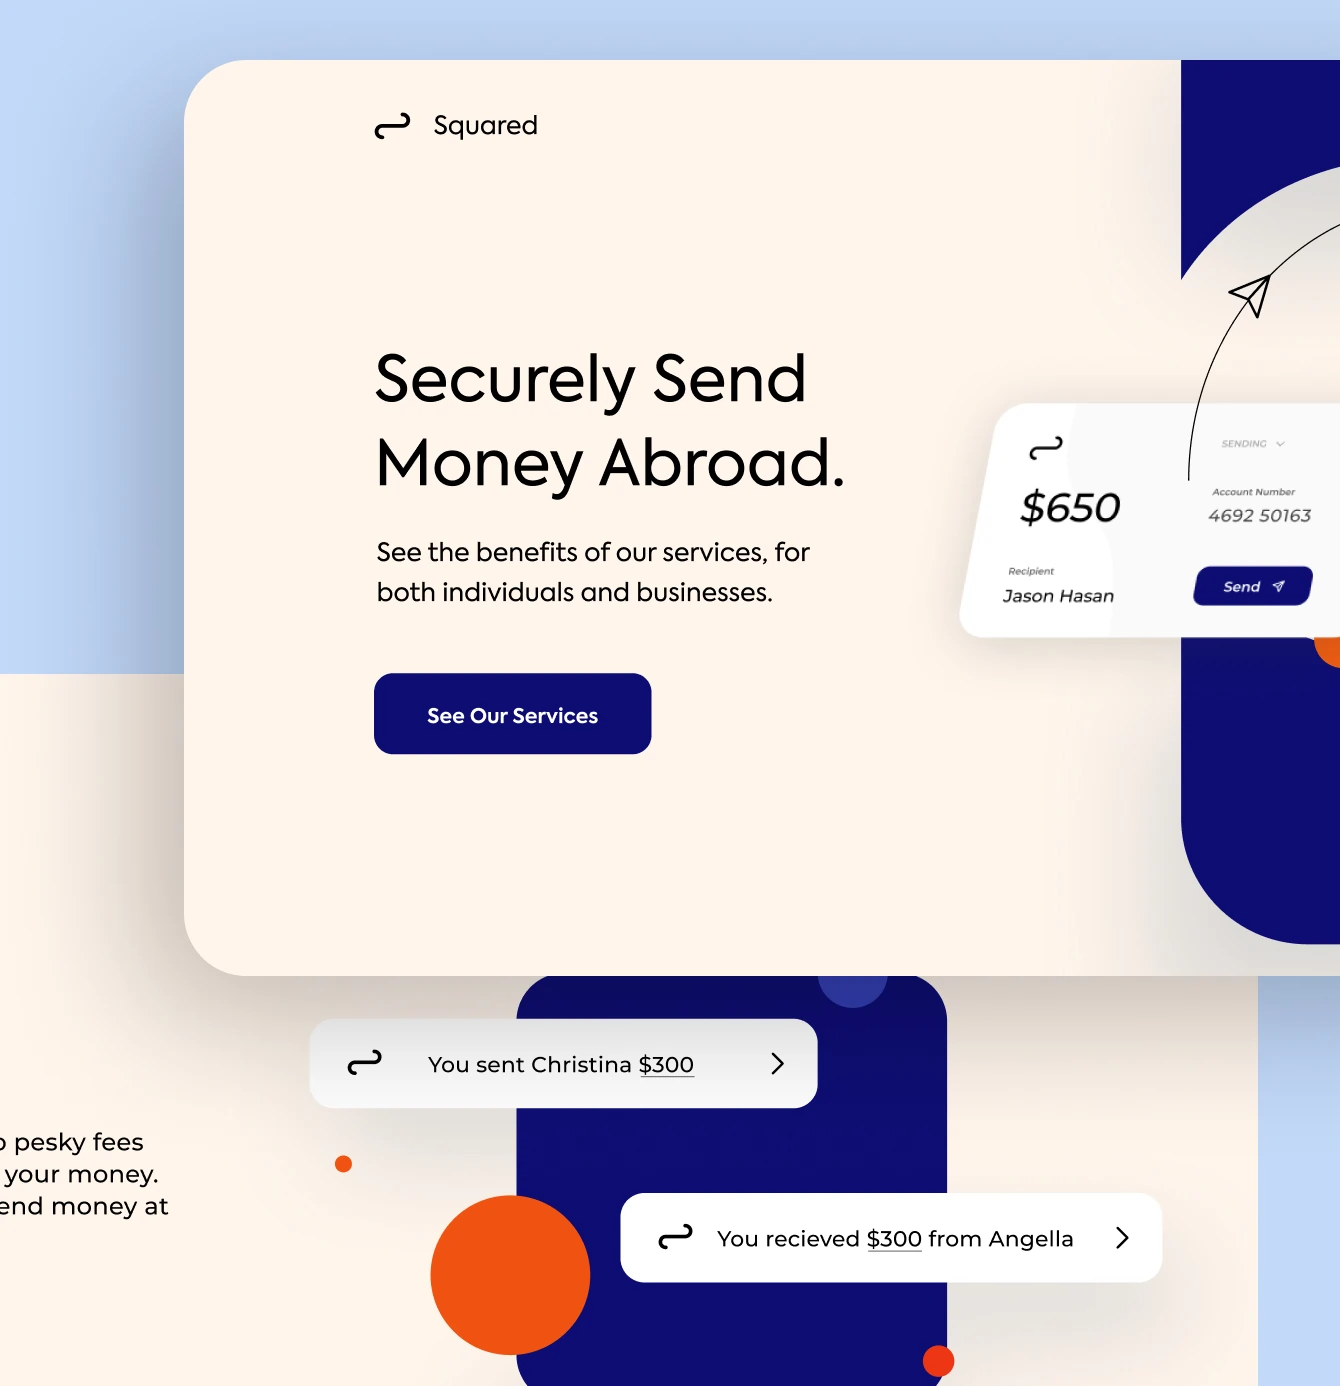 Squared
Securely Send
Money Abroad.
See the benefits of our services, for
both individuals and businesses.
See Our Services
SENDING
$650
Account Number
4692 50163
Recipient
Jason Hasan
Send
You sent Christina $300
pesky fees
your money.
money at
You recieved $300 from Angella